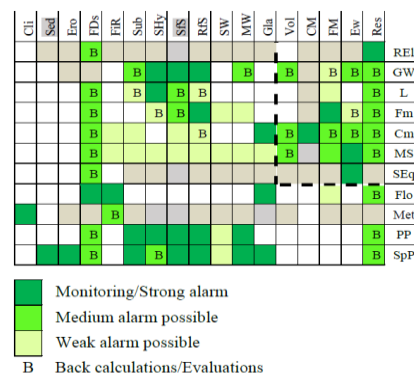 Cli Sed Ero FDs FiR Sub SHy SfS RfS SW MW Gla Vol CM FM Ew Res
B REl
B B B B B B GW
B B B B B L
B B B B B Fm
B B B B B B Cm
B B B MS
B SEq
B B Flo
B Met
B B PP
B B B SpP
Monitoring/Strong alarm
Medium alarm possible
Weak alarm possible
B Back calculations/Evaluations